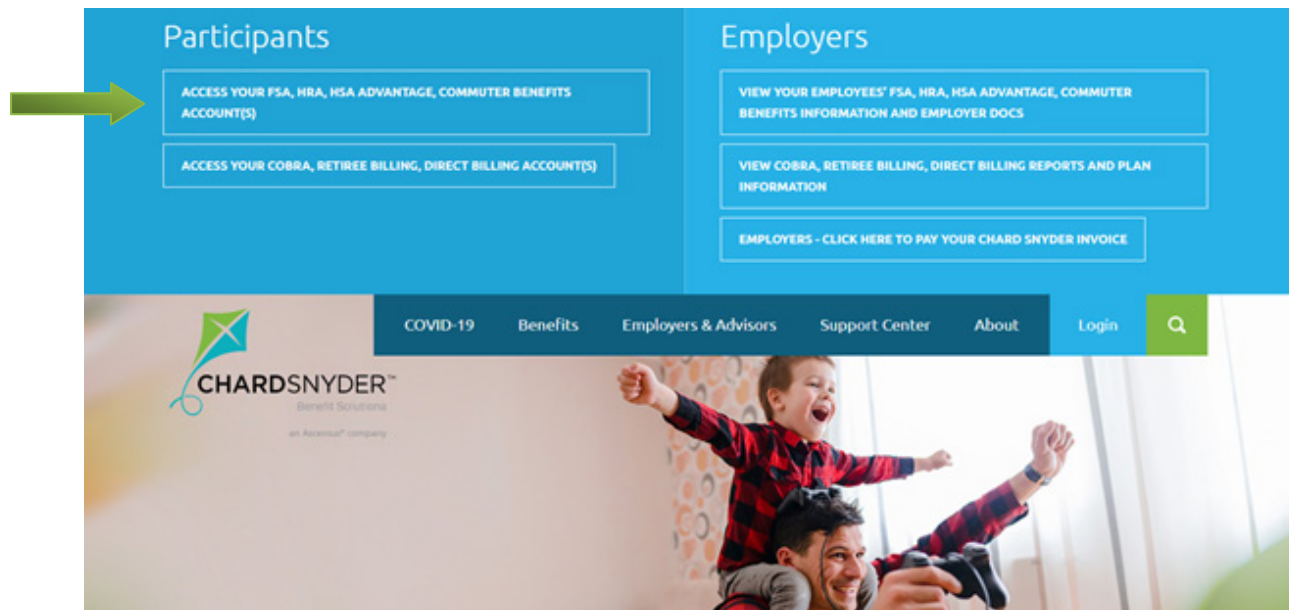 Participants
ACCESS YOUR FSA, HRA, HSA ADVANTAGE, COMMUTER BENEFITS
ACCOUNT(S)
ACCESS YOUR COBRA, RETIREE BILLING, DIRECT BILLING ACCOUNT(S)
Employers
VIEW YOUR EMPLOYEES' FSA, HRA, HSA ADVANTAGE, COMMUTER
BENEFITS INFORMATION AND EMPLOYER DOCS
VIEW COBRA, RETIREE BILLING, DIRECT BILLING REPORTS AND PLAN
INFORMATION
EMPLOYERS - CLICK HERE TO PAY YOUR CHARD SNYDER INVOICE
COVID-19 Benefits Employers & Advisors Support Center About Login
CHARDSNYDER™
Benefit Solutions
an Ascensus® company